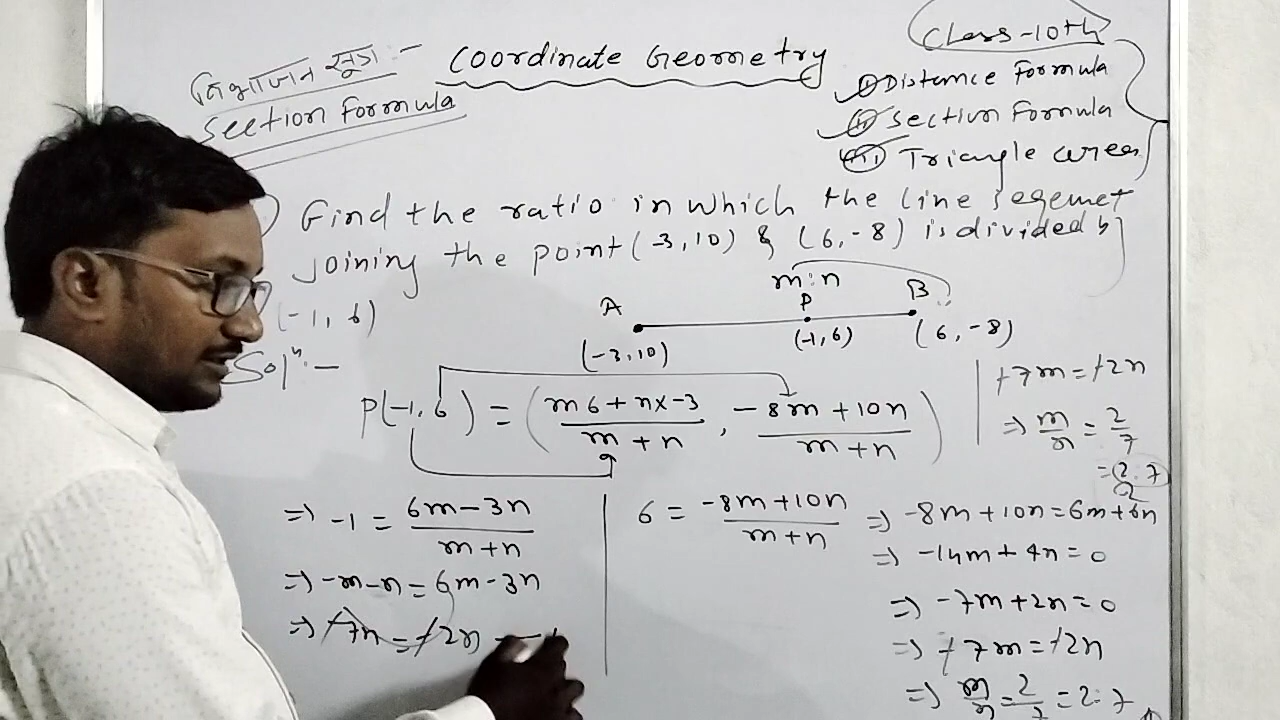 Class-10th
Coordinate Geometry
विभाजन सूत्र :-
Section Formula
(i) Distance Formula
(ii) Section Formula
(iii) Triangle area
) Find the ratio in which the line segemet
joining the point (-3,10) & (6,-8) is divided by
(-1, 6)
m:n
A P B
(-3,10) (-1,6) (6,-8)
Solⁿ:-
P(-1,6) = (m6+nx-3/m+n, -8m+10n/m+n)
+7m=+2n
=> m/n = 2/7
= 2:7
=> -1 = 6m-3n/m+n
=> -m-n=6m-3n
=> -7n=-2n
6 = -8m+10n/m+n => -8m+10n=6m+6n
=> -14m+4n=0
=> -7m+2n=0
=> +7m=+2n
=> m/n=2/7=2:7